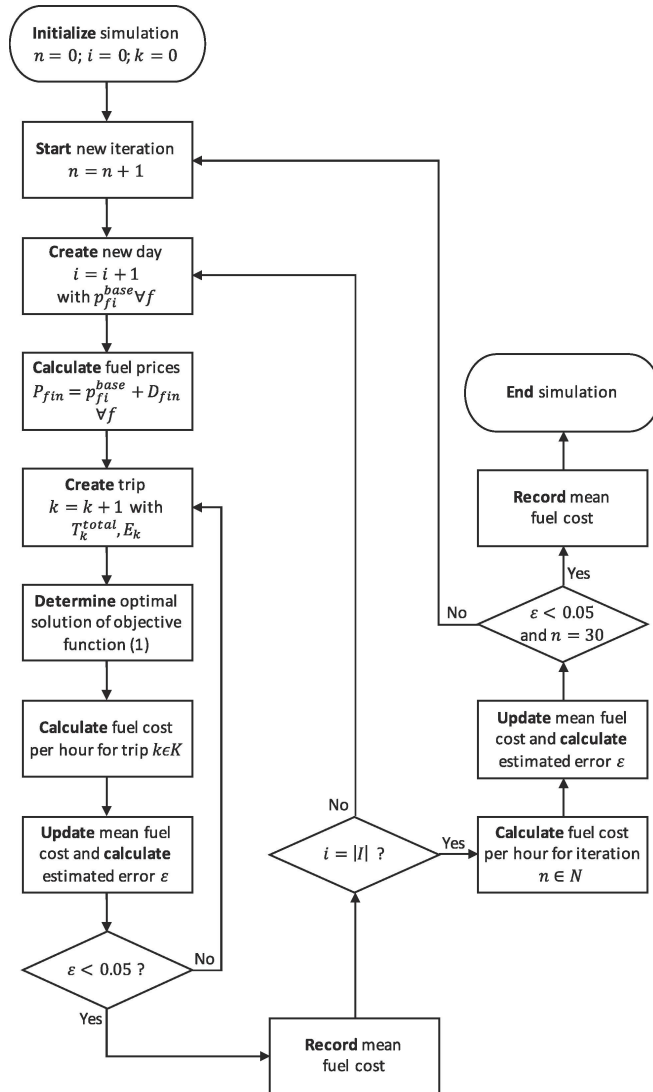 Initialize simulation
n = 0; i = 0; k = 0
Start new iteration
n = n + 1
Create new day
i = i + 1
with p_{fi}^{base} ∀f
Calculate fuel prices
P_{fin} = p_{fi}^{base} + D_{fin}
∀f
Create trip
k = k + 1 with
T_k^{total}, E_k
Determine optimal
solution of objective
function (1)
Calculate fuel cost
per hour for trip kϵK
Update mean fuel
cost and calculate
estimated error ε
ε < 0.05 ?
No
Yes
Record mean
fuel cost
i = |I| ?
No
Yes
Calculate fuel cost
per hour for iteration
n ∈ N
Update mean fuel
cost and calculate
estimated error ε
ε < 0.05
and n = 30
No
Yes
Record mean
fuel cost
End simulation